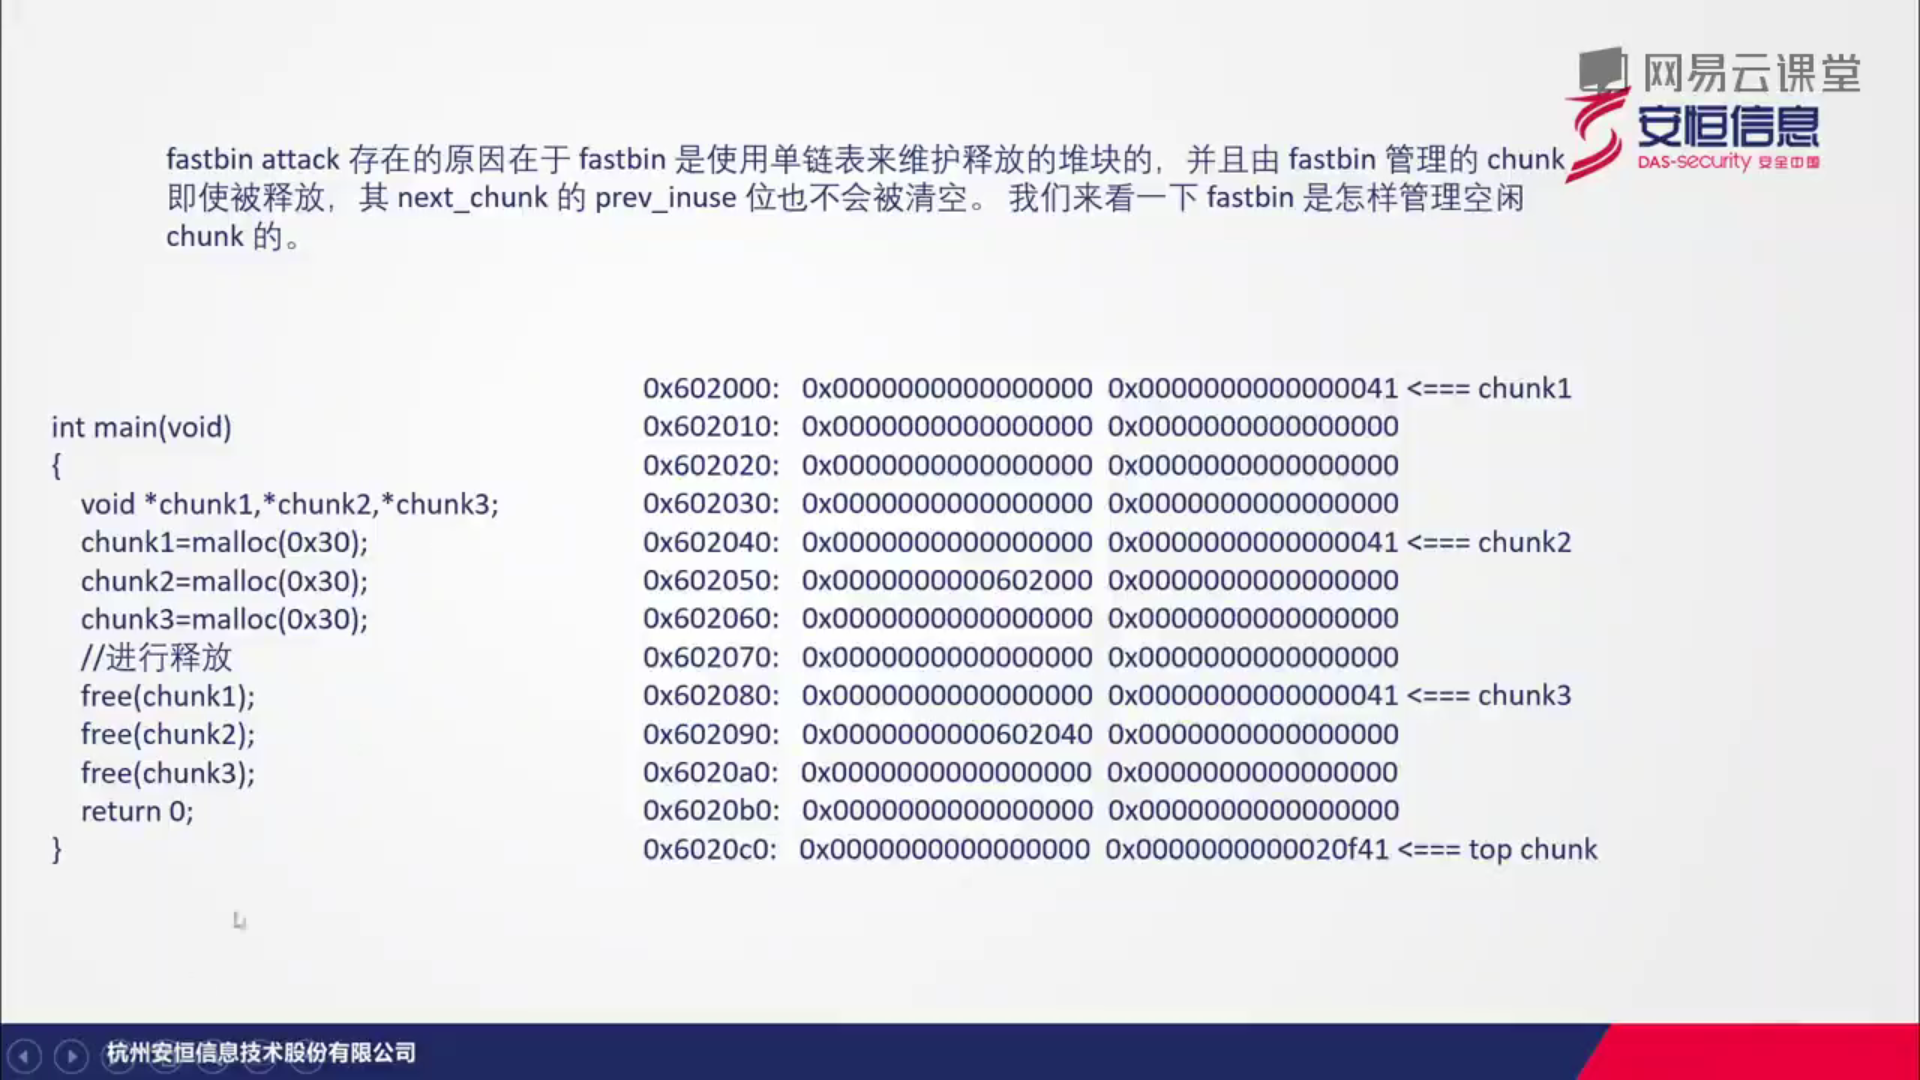 网易云课堂
安恒信息
DAS-security 安全中国
fastbin attack 存在的原因在于 fastbin 是使用单链表来维护释放的堆块的，并且由 fastbin 管理的 chunk
即使被释放，其 next_chunk 的 prev_inuse 位也不会被清空。 我们来看一下 fastbin 是怎样管理空闲
chunk 的。
int main(void)
{
void *chunk1,*chunk2,*chunk3;
chunk1=malloc(0x30);
chunk2=malloc(0x30);
chunk3=malloc(0x30);
//进行释放
free(chunk1);
free(chunk2);
free(chunk3);
return 0;
}
0x602000: 0x0000000000000000 0x0000000000000041 <=== chunk1
0x602010: 0x0000000000000000 0x0000000000000000
0x602020: 0x0000000000000000 0x0000000000000000
0x602030: 0x0000000000000000 0x0000000000000000
0x602040: 0x0000000000000000 0x0000000000000041 <=== chunk2
0x602050: 0x0000000000602000 0x0000000000000000
0x602060: 0x0000000000000000 0x0000000000000000
0x602070: 0x0000000000000000 0x0000000000000000
0x602080: 0x0000000000000000 0x0000000000000041 <=== chunk3
0x602090: 0x0000000000602040 0x0000000000000000
0x6020a0: 0x0000000000000000 0x0000000000000000
0x6020b0: 0x0000000000000000 0x0000000000000000
0x6020c0: 0x0000000000000000 0x0000000000020f41 <=== top chunk
杭州安恒信息技术股份有限公司